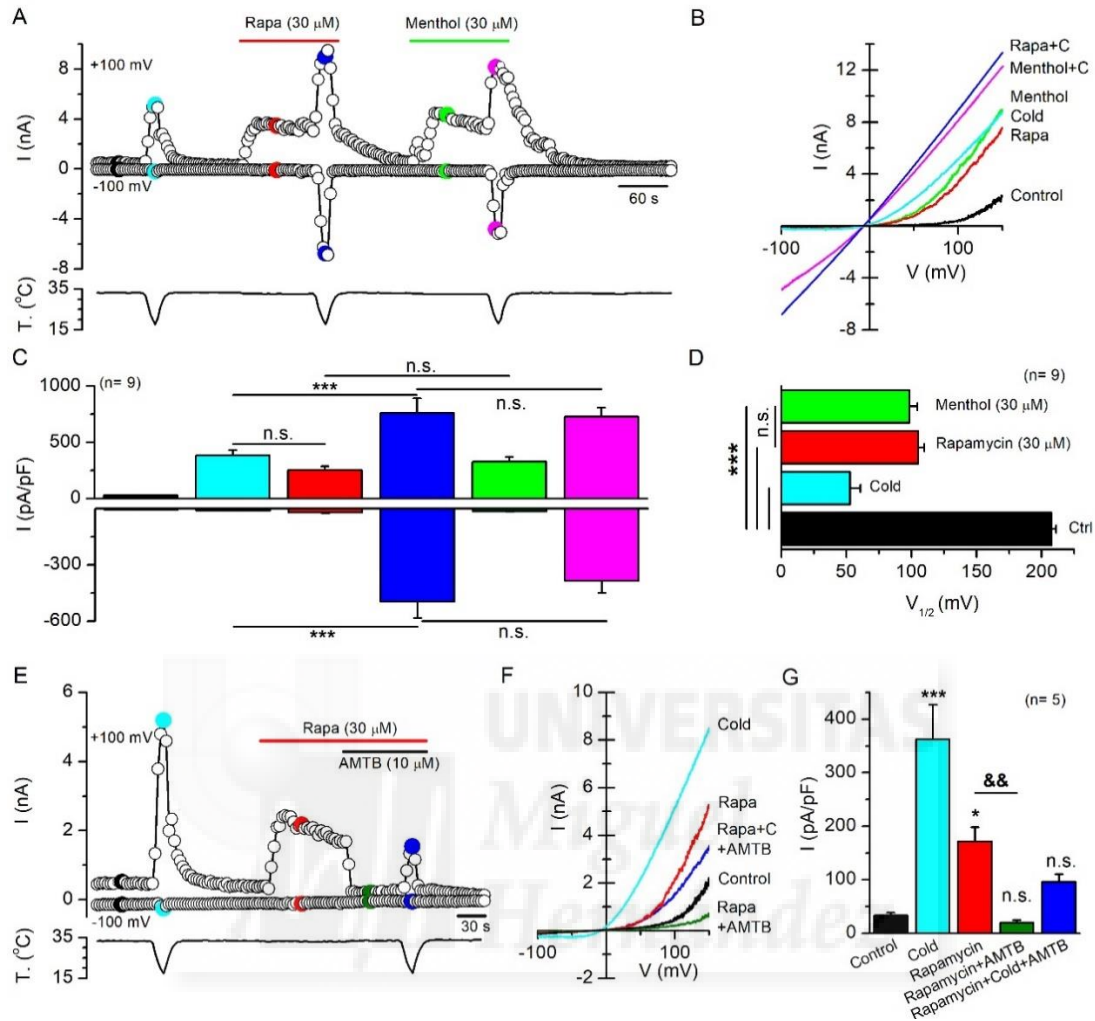 A
Rapa (30 µM)
Menthol (30 µM)
+100 mV
-100 mV
I (nA)
8
4
0
-4
-8
60 s
T. (°C)
35
15
B
I (nA)
12
8
4
-4
-8
-100
0
100
V (mV)
Rapa+C
Menthol+C
Menthol
Cold
Rapa
Control
C
(n= 9)
I (pA/pF)
1000
500
0
-300
-600
n.s.
***
n.s.
n.s.
***
n.s.
D
(n= 9)
n.s.
***
Menthol (30 µM)
Rapamycin (30 µM)
Cold
Ctrl
0 50 100 150 200
V1/2 (mV)
E
Rapa (30 µM)
AMTB (10 µM)
+100 mV
-100 mV
I (nA)
6
4
2
0
30 s
T. (°C)
35
15
F
I (nA)
10
8
6
4
2
-2
-100
0
100
V (mV)
Cold
Rapa
Rapa+C
+AMTB
Control
Rapa
+AMTB
G
(n= 5)
I (pA/pF)
400
300
200
100
0
***
*
&&
n.s.
n.s.
Control
Cold
Rapamycin
Rapamycin+AMTB
Rapamycin+Cold+AMTB
UNIVERSITAS
Miguel
Hernández